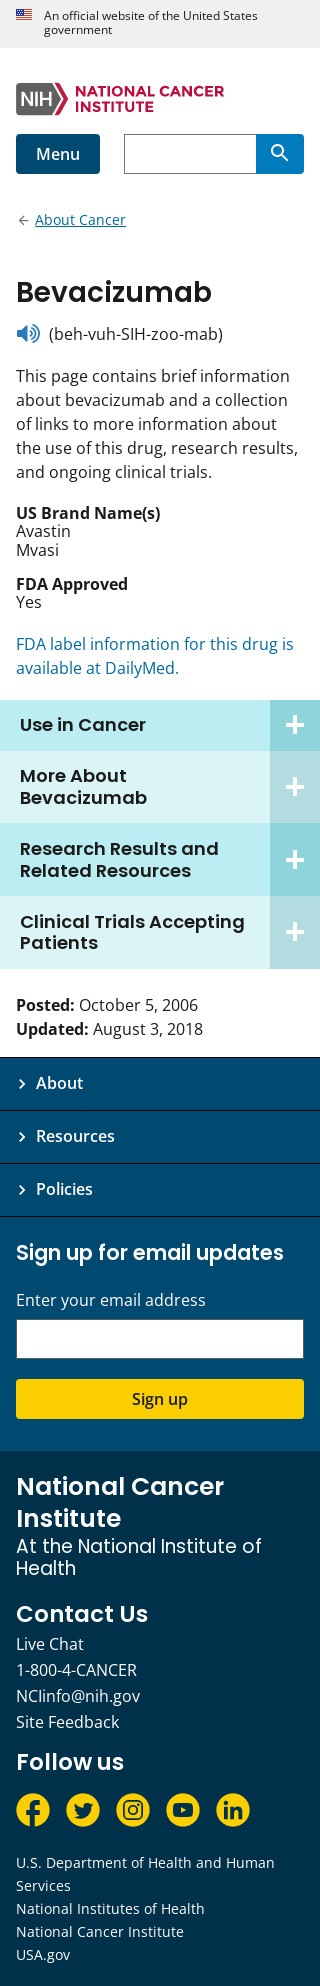 An official website of the United States
government
NIH NATIONAL CANCER
INSTITUTE
Menu
← About Cancer
Bevacizumab
(beh-vuh-SIH-zoo-mab)
This page contains brief information
about bevacizumab and a collection
of links to more information about
the use of this drug, research results,
and ongoing clinical trials.
US Brand Name(s)
Avastin
Mvasi
FDA Approved
Yes
FDA label information for this drug is
available at DailyMed.
Use in Cancer
More About
Bevacizumab
Research Results and
Related Resources
Clinical Trials Accepting
Patients
Posted: October 5, 2006
Updated: August 3, 2018
About
Resources
Policies
Sign up for email updates
Enter your email address
Sign up
National Cancer
Institute
At the National Institute of
Health
Contact Us
Live Chat
1-800-4-CANCER
NCIinfo@nih.gov
Site Feedback
Follow us
U.S. Department of Health and Human
Services
National Institutes of Health
National Cancer Institute
USA.gov